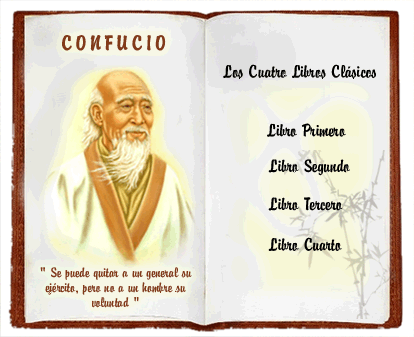 CONFUCIO
" Se puede quitar a un general su
ejército, pero no a un hombre su
voluntad "
Los Cuatro Libros Clásicos
Libro Primero
Libro Segundo
Libro Tercero
Libro Cuarto